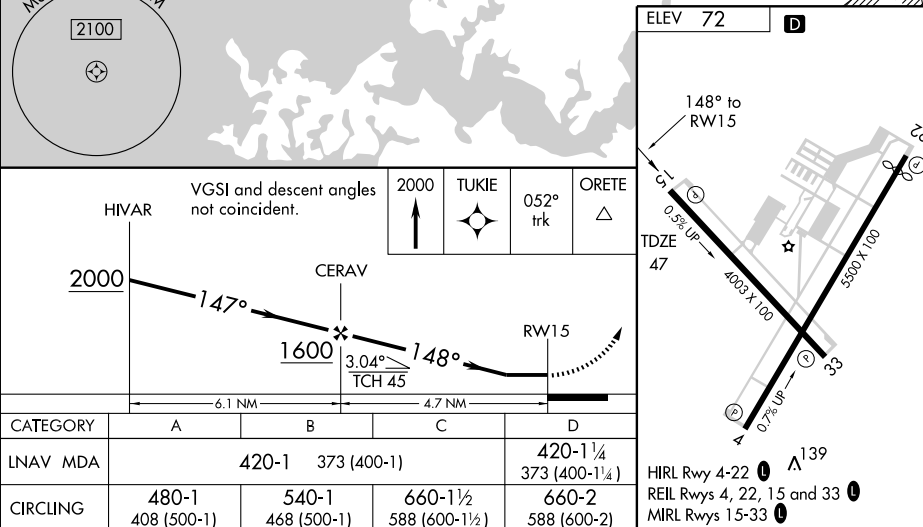 2100
ELEV 72
D
148° to
RW15
22
P
15
P
0.5% UP
TDZE
47
4003 X 100
5500 X 100
P
33
P
0.7% UP
4
139
HIRL Rwy 4-22 L
REIL Rwys 4, 22, 15 and 33 L
MIRL Rwys 15-33 L
VGSI and descent angles
not coincident.
2000
TUKIE
052°
trk
ORETE
HIVAR
2000
147°
CERAV
1600
3.04°
TCH 45
148°
RW15
6.1 NM
4.7 NM
CATEGORY A B C D
LNAV MDA 420-1 373 (400-1) 420-1¼
373 (400-1¼)
CIRCLING 480-1 540-1 660-1½ 660-2
408 (500-1) 468 (500-1) 588 (600-1½) 588 (600-2)